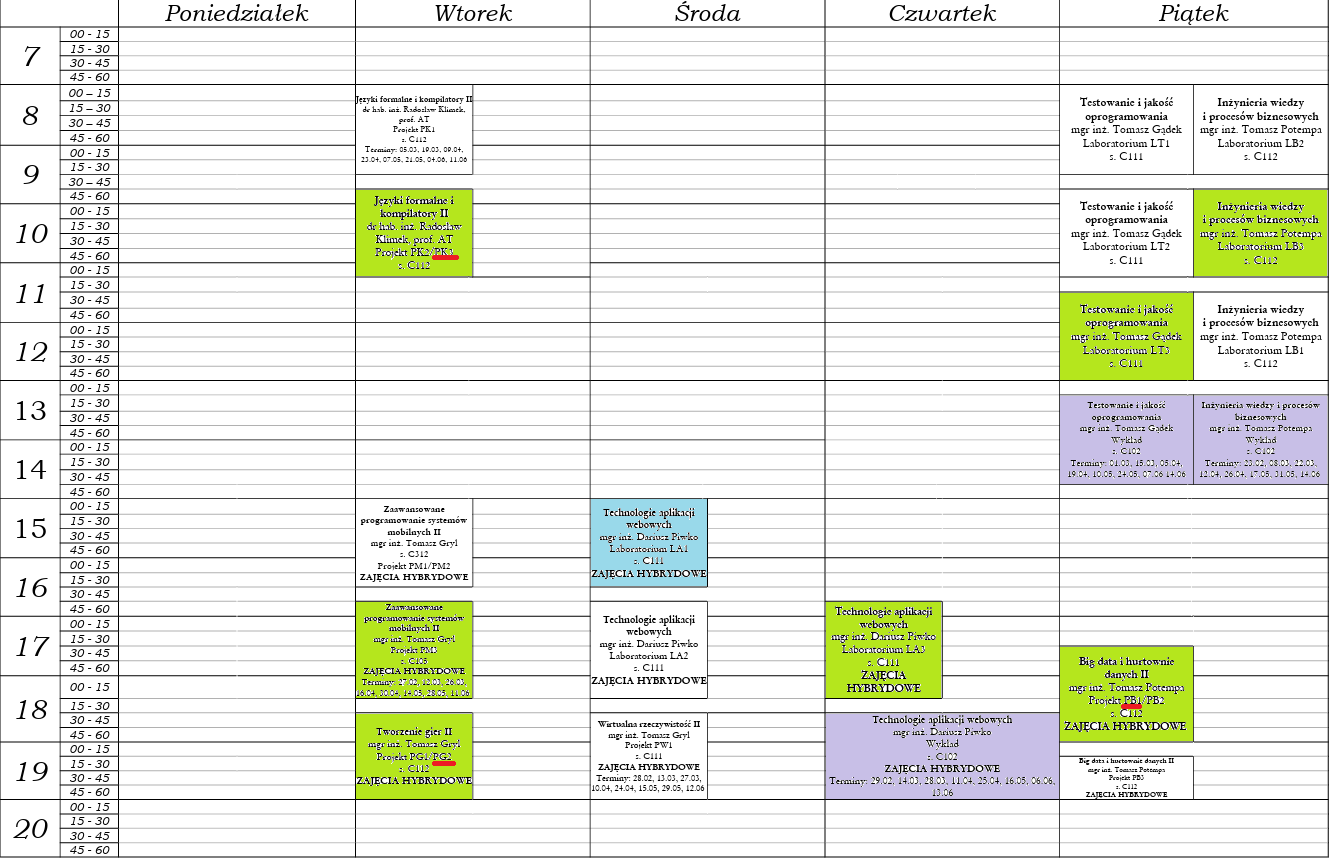 Poniedziałek Wtorek Środa Czwartek Piątek
7
00 - 15
15 - 30
30 - 45
45 - 60
8
00 – 15
15 – 30
30 – 45
45 - 60
9
00 - 15
15 - 30
30 – 45
45 - 60
10
00 - 15
15 - 30
30 - 45
45 - 60
11
00 - 15
15 - 30
30 - 45
45 - 60
12
00 - 15
15 - 30
30 - 45
45 - 60
13
00 - 15
15 - 30
30 - 45
45 - 60
14
00 - 15
15 - 30
30 - 45
45 - 60
15
00 - 15
15 - 30
30 - 45
45 - 60
16
00 - 15
15 - 30
30 - 45
45 - 60
17
00 - 15
15 - 30
30 - 45
45 - 60
18
00 - 15
15 - 30
30 - 45
45 - 60
19
00 - 15
15 - 30
30 - 45
45 - 60
20
00 - 15
15 - 30
30 - 45
45 - 60
Języki formalne i kompilatory II
dr hab. inż. Radosław Klimek,
prof. AT
Projekt PK1
s. C112
Terminy: 05.03, 19.03, 09.04,
23.04, 07.05, 21.05, 04.06, 11.06
Języki formalne i
kompilatory II
dr hab. inż. Radosław
Klimek, prof. AT
Projekt PK2/PK3
s. C112
Zaawansowane
programowanie systemów
mobilnych II
mgr inż. Tomasz Gryl
s. C312
Projekt PM1/PM2
ZAJĘCIA HYBRYDOWE
Zaawansowane
programowanie systemów
mobilnych II
mgr inż. Tomasz Gryl
Projekt PM3
s. C105
ZAJĘCIA HYBRYDOWE
Terminy: 27.02, 12.03, 26.03,
16.04, 30.04, 14.05, 28.05, 11.06
Tworzenie gier II
mgr inż. Tomasz Gryl
Projekt PG1/PG2
s. C112
ZAJĘCIA HYBRYDOWE
Technologie aplikacji
webowych
mgr inż. Dariusz Piwko
Laboratorium LA1
s. C111
ZAJĘCIA HYBRYDOWE
Technologie aplikacji
webowych
mgr inż. Dariusz Piwko
Laboratorium LA2
s. C111
ZAJĘCIA HYBRYDOWE
Wirtualna rzeczywistość II
mgr inż. Tomasz Gryl
Projekt PW1
s. C111
ZAJĘCIA HYBRYDOWE
Terminy: 28.02, 13.03, 27.03,
10.04, 24.04, 15.05, 29.05, 12.06
Technologie aplikacji
webowych
mgr inż. Dariusz Piwko
Laboratorium LA3
s. C111
ZAJĘCIA
HYBRYDOWE
Technologie aplikacji webowych
mgr inż. Dariusz Piwko
Wykład
s. C102
ZAJĘCIA HYBRYDOWE
Terminy: 29.02, 14.03, 28.03, 11.04, 25.04, 16.05, 06.06,
13.06
Testowanie i jakość
oprogramowania
mgr inż. Tomasz Gądek
Laboratorium LT1
s. C111
Inżynieria wiedzy
i procesów biznesowych
mgr inż. Tomasz Potempa
Laboratorium LB2
s. C112
Testowanie i jakość
oprogramowania
mgr inż. Tomasz Gądek
Laboratorium LT2
s. C111
Inżynieria wiedzy
i procesów biznesowych
mgr inż. Tomasz Potempa
Laboratorium LB3
s. C112
Testowanie i jakość
oprogramowania
mgr inż. Tomasz Gądek
Laboratorium LT3
s. C111
Inżynieria wiedzy
i procesów biznesowych
mgr inż. Tomasz Potempa
Laboratorium LB1
s. C112
Testowanie i jakość
oprogramowania
mgr inż. Tomasz Gądek
Wykład
s. C102
Terminy: 01.03, 15.03, 05.04,
19.04, 10.05, 24.05, 07.06 14.06
Inżynieria wiedzy i procesów
biznesowych
mgr inż. Tomasz Potempa
Wykład
s. C102
Terminy: 23.02, 08.03, 22.03,
12.04, 26.04, 17.05, 31.05, 14.06
Big data i hurtownie
danych II
mgr inż. Tomasz Potempa
Projekt PB1/PB2
s. C112
ZAJĘCIA HYBRYDOWE
Big data i hurtownie danych II
mgr inż. Tomasz Potempa
Projekt PB3
s. C112
ZAJĘCIA HYBRYDOWE